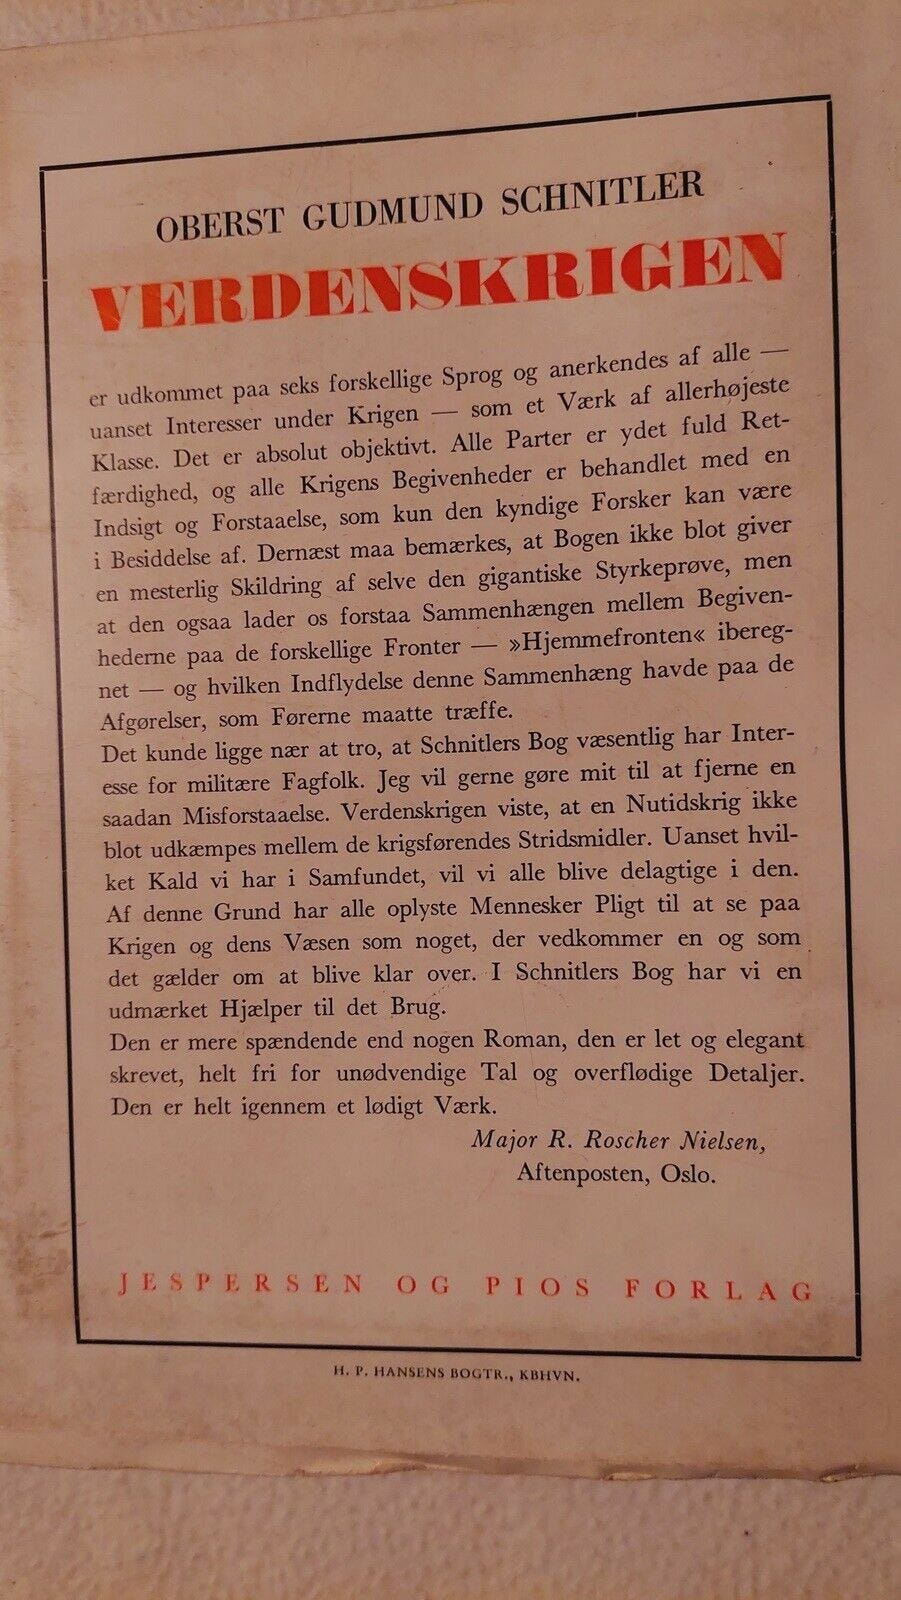 OBERST GUDMUND SCHNITLER
VERDENSKRIGEN
er udkommet paa seks forskellige Sprog og anerkendes af alle —
uanset Interesser under Krigen — som et Værk af allerhøjeste
Klasse. Det er absolut objektivt. Alle Parter er ydet fuld Ret-
færdighed, og alle Krigens Begivenheder er behandlet med en
Indsigt og Forstaaelse, som kun den kyndige Forsker kan være
i Besiddelse af. Dernæst maa bemærkes, at Bogen ikke blot giver
en mesterlig Skildring af selve den gigantiske Styrkeprøve, men
at den ogsaa lader os forstaa Sammenhængen mellem Begiven-
hederne paa de forskellige Fronter — »Hjemmefronten« ibereg-
net — og hvilken Indflydelse denne Sammenhæng havde paa de
Afgørelser, som Førerne maatte træffe.
Det kunde ligge nær at tro, at Schnitlers Bog væsentlig har Inter-
esse for militære Fagfolk. Jeg vil gerne gøre mit til at fjerne en
saadan Misforstaaelse. Verdenskrigen viste, at en Nutidskrig ikke
blot udkæmpes mellem de krigsførendes Stridsmidler. Uanset hvil-
ket Kald vi har i Samfundet, vil vi alle blive delagtige i den.
Af denne Grund har alle oplyste Mennesker Pligt til at se paa
Krigen og dens Væsen som noget, der vedkommer en og som
det gælder om at blive klar over. I Schnitlers Bog har vi en
udmærket Hjælper til det Brug.
Den er mere spændende end nogen Roman, den er let og elegant
skrevet, helt fri for unødvendige Tal og overflødige Detaljer.
Den er helt igennem et lødigt Værk.
Major R. Roscher Nielsen,
Aftenposten, Oslo.
JESPERSEN OG PIOS FORLAG
H. P. HANSENS BOGTR., KBHVN.